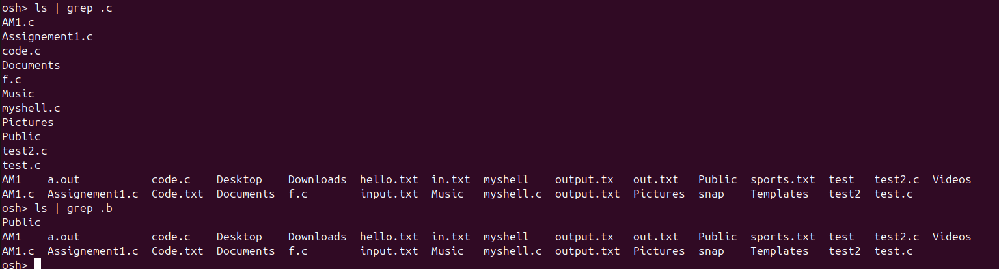 osh> ls | grep .c
AM1.c
Assignement1.c
code.c
Documents
f.c
Music
myshell.c
Pictures
Public
test2.c
test.c
AM1    a.out           code.c    Desktop    Downloads  hello.txt  in.txt  myshell    output.tx   out.txt   Public  sports.txt  test   test2.c  Videos
AM1.c  Assignement1.c  Code.txt  Documents  f.c        input.txt  Music   myshell.c  output.txt  Pictures  snap    Templates   test2  test.c
osh> ls | grep .b
Public
AM1    a.out           code.c    Desktop    Downloads  hello.txt  in.txt  myshell    output.tx   out.txt   Public  sports.txt  test   test2.c  Videos
AM1.c  Assignement1.c  Code.txt  Documents  f.c        input.txt  Music   myshell.c  output.txt  Pictures  snap    Templates   test2  test.c
osh>